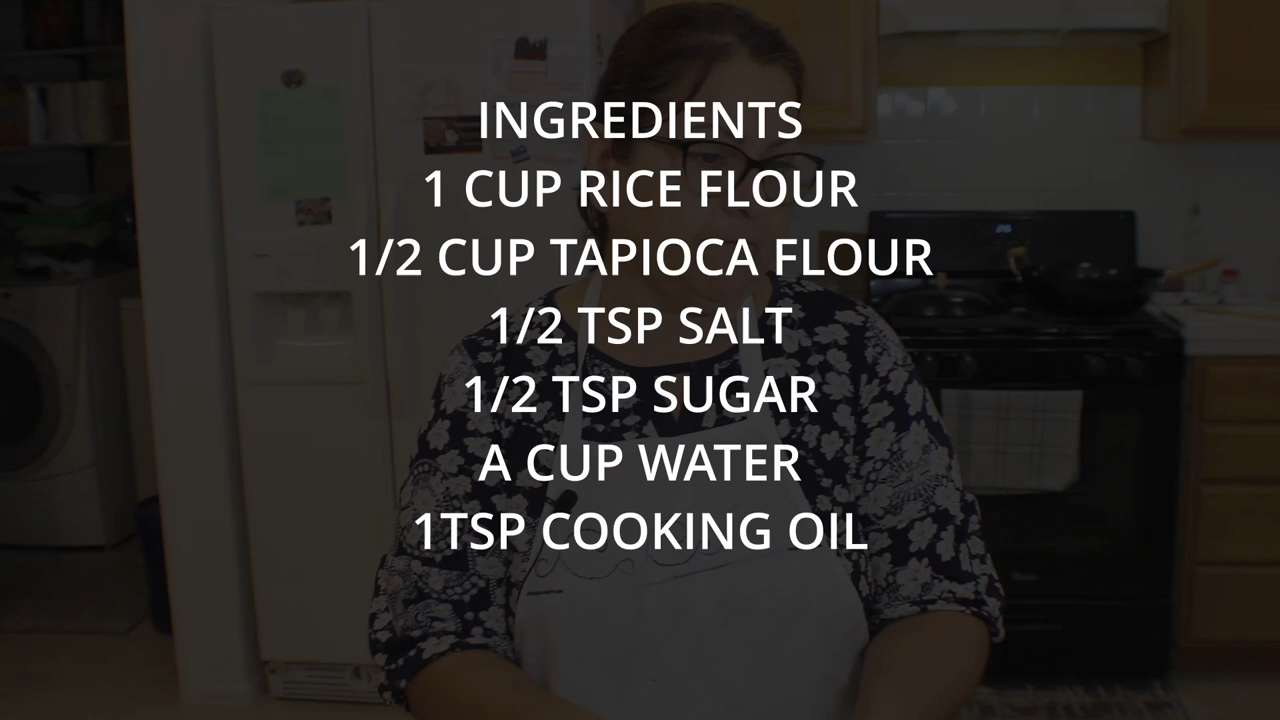 INGREDIENTS
1 CUP RICE FLOUR
1/2 CUP TAPIOCA FLOUR
1/2 TSP SALT
1/2 TSP SUGAR
A CUP WATER
1TSP COOKING OIL